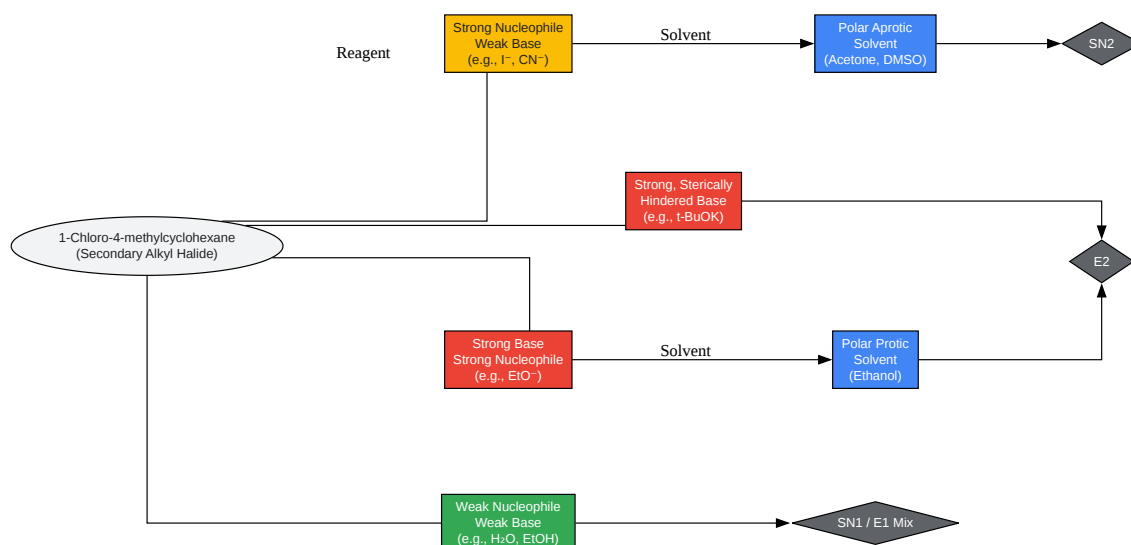 Reagent
Strong Nucleophile
Weak Base
(e.g., I⁻, CN⁻)
Solvent
Polar Aprotic
Solvent
(Acetone, DMSO)
SN2
Strong, Sterically
Hindered Base
(e.g., t-BuOK)
1-Chloro-4-methylcyclohexane
(Secondary Alkyl Halide)
E2
Strong Base
Strong Nucleophile
(e.g., EtO⁻)
Solvent
Polar Protic
Solvent
(Ethanol)
Weak Nucleophile
Weak Base
(e.g., H₂O, EtOH)
SN1 / E1 Mix